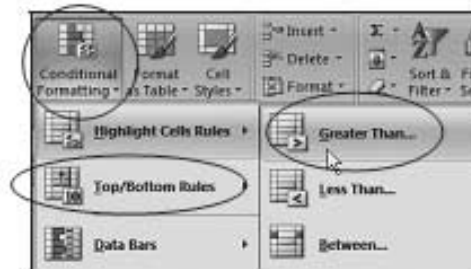 Insert
Σ
A
Z
Delete
Conditional Format Cell
Sort &
Formatting as Table Styles
Format
Filter
Highlight Cells Rules
Greater Than...
Top/Bottom Rules
Less Than...
Data Bars
Between...